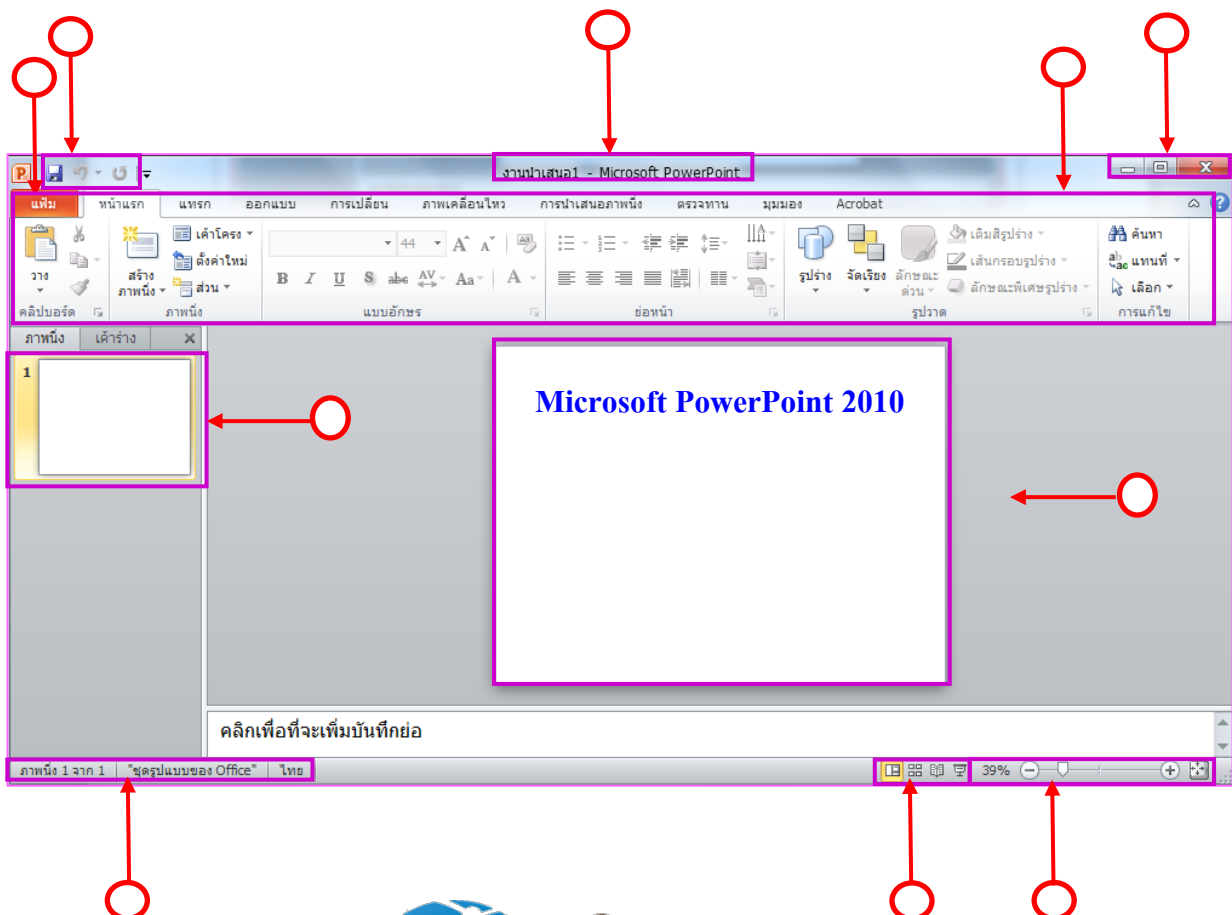 งานนำเสนอ1 - Microsoft PowerPoint
แฟ้ม หน้าแรก แทรก ออกแบบ การเปลี่ยน ภาพเคลื่อนไหว การนำเสนอภาพนิ่ง ตรวจทาน มุมมอง Acrobat
วาง
คลิปบอร์ด
สร้าง
ภาพนิ่ง
เค้าโครง
ตั้งค่าใหม่
ส่วน
ภาพนิ่ง
44
B I U S abc AV Aa A
แบบอักษร
ย่อหน้า
รูปร่าง
จัดเรียง
ลักษณะ
ด่วน
เติมสีรูปร่าง
เส้นกรอบรูปร่าง
ลักษณะพิเศษรูปร่าง
รูปวาด
ค้นหา
แทนที่
เลือก
การแก้ไข
ภาพนิ่ง เค้าร่าง
1
Microsoft PowerPoint 2010
คลิกเพื่อที่จะเพิ่มบันทึกย่อ
ภาพนิ่ง 1 จาก 1 "ชุดรูปแบบของ Office" ไทย 39%